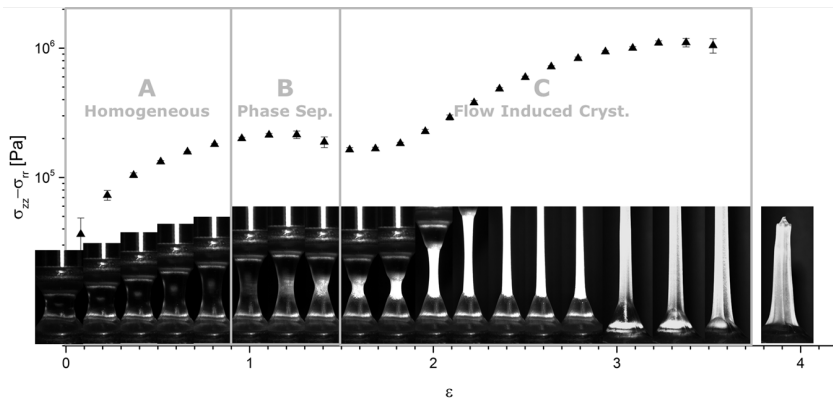 10⁶
A
Homogeneous
B
Phase Sep.
C
Flow Induced Cryst.
σzz−σrr [Pa]
10⁵
0
1
2
3
4
ε